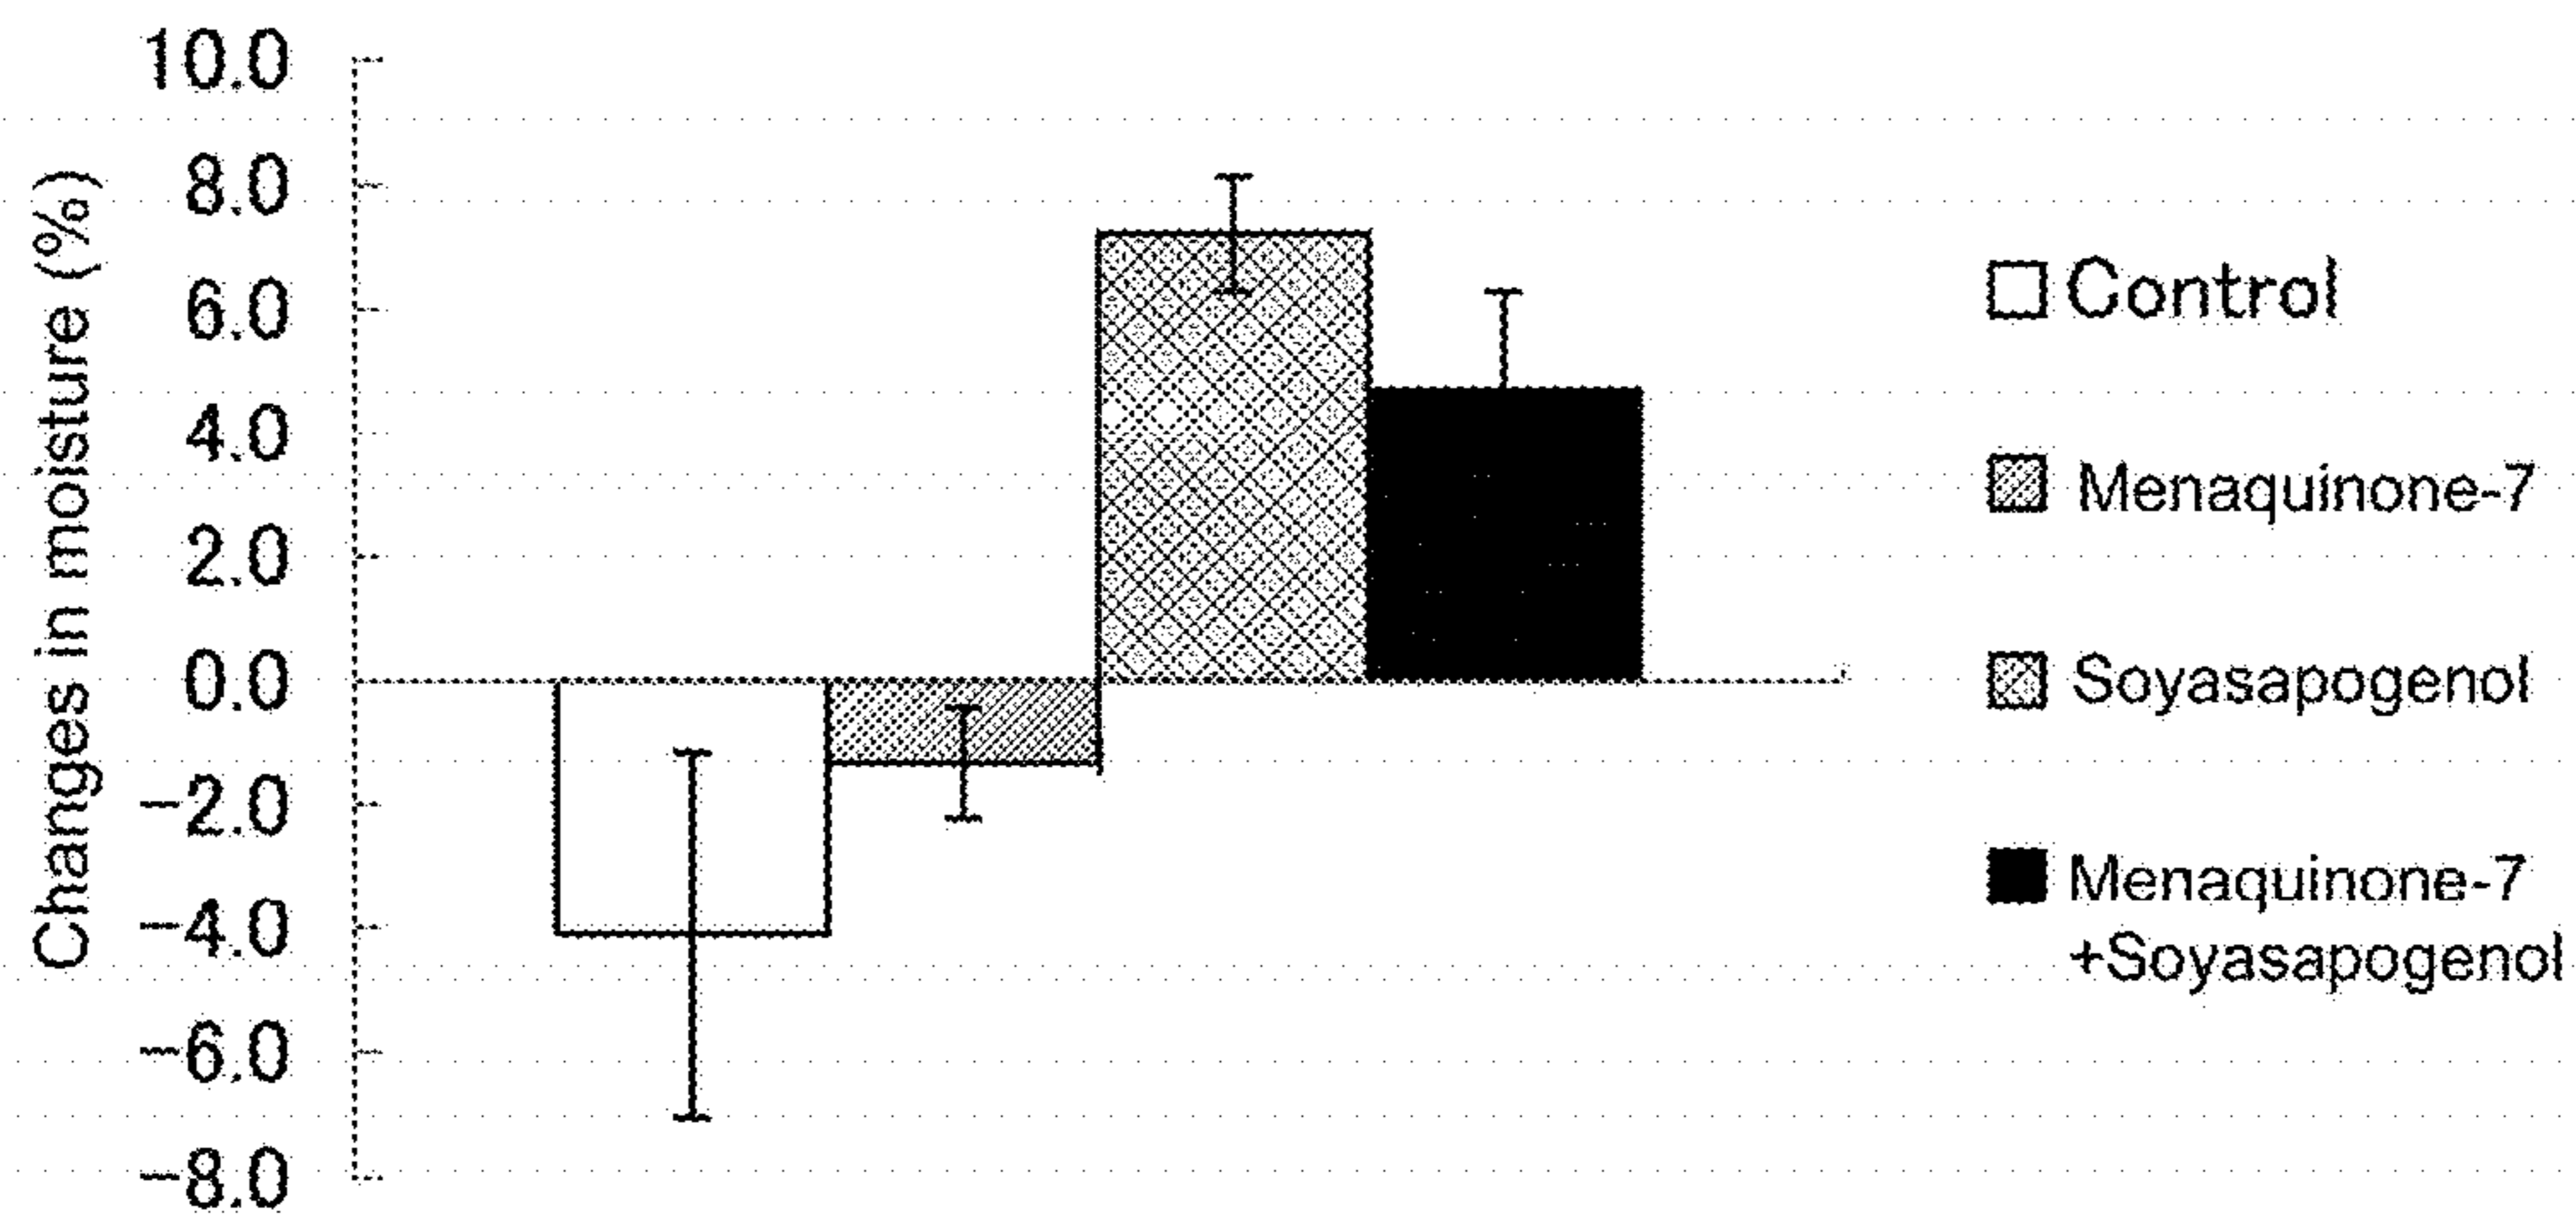 Changes in moisture (%)
10.0
8.0
6.0
4.0
2.0
0.0
−2.0
−4.0
−6.0
−8.0
Control
Menaquinone-7
Soyasapogenol
Menaquinone-7
+Soyasapogenol